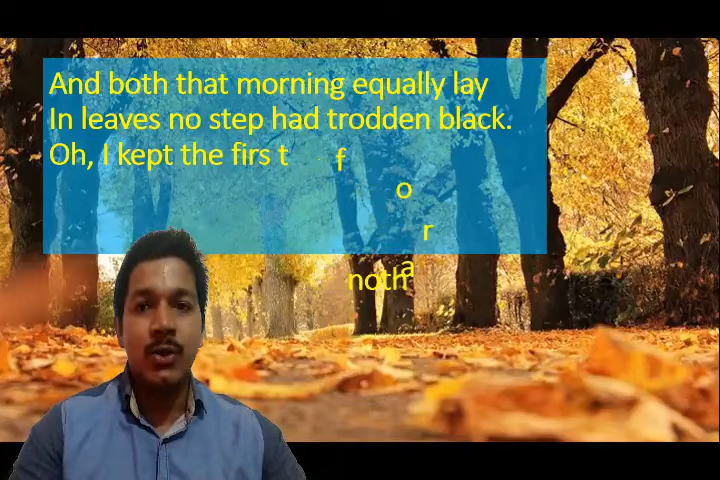 And both that morning equally lay
In leaves no step had trodden black.
Oh, I kept the firs t f
o
r
a
noth